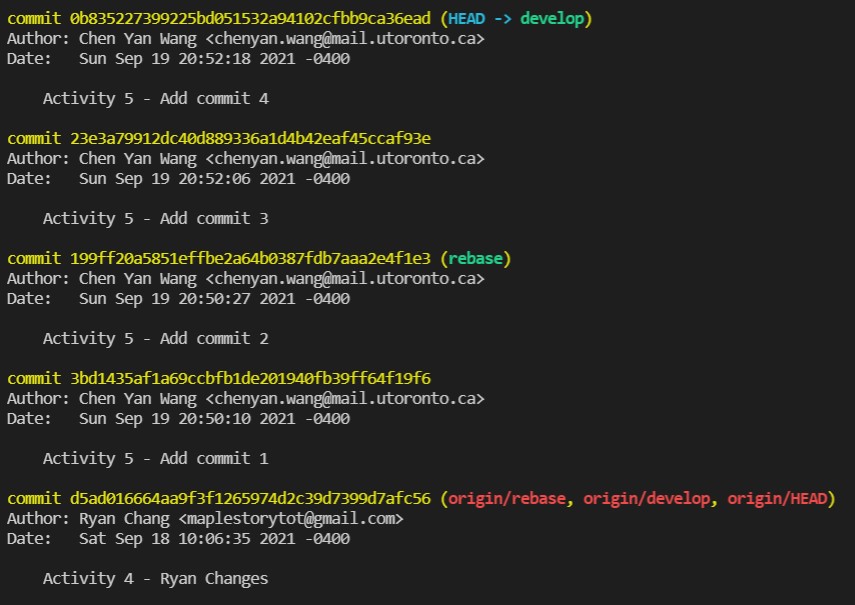 commit 0b835227399225bd051532a94102cfbb9ca36ead (HEAD -> develop)
Author: Chen Yan Wang <chenyan.wang@mail.utoronto.ca>
Date:   Sun Sep 19 20:52:18 2021 -0400
Activity 5 - Add commit 4
commit 23e3a79912dc40d889336a1d4b42eaf45ccaf93e
Author: Chen Yan Wang <chenyan.wang@mail.utoronto.ca>
Date:   Sun Sep 19 20:52:06 2021 -0400
Activity 5 - Add commit 3
commit 199ff20a5851effbe2a64b0387fdb7aaa2e4f1e3 (rebase)
Author: Chen Yan Wang <chenyan.wang@mail.utoronto.ca>
Date:   Sun Sep 19 20:50:27 2021 -0400
Activity 5 - Add commit 2
commit 3bd1435af1a69ccbfb1de201940fb39ff64f19f6
Author: Chen Yan Wang <chenyan.wang@mail.utoronto.ca>
Date:   Sun Sep 19 20:50:10 2021 -0400
Activity 5 - Add commit 1
commit d5ad016664aa9f3f1265974d2c39d7399d7afc56 (origin/rebase, origin/develop, origin/HEAD)
Author: Ryan Chang <maplestorytot@gmail.com>
Date:   Sat Sep 18 10:06:35 2021 -0400
Activity 4 - Ryan Changes